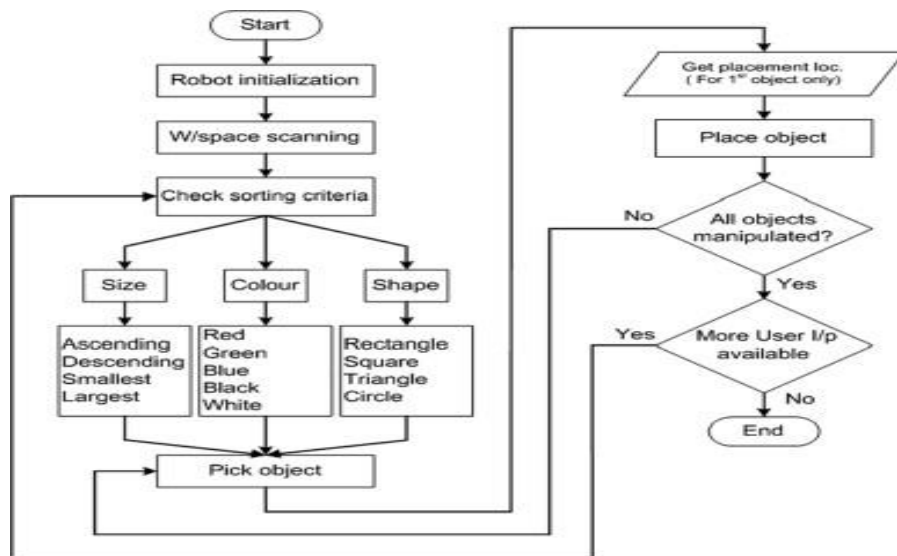 Start
Robot initialization
W/space scanning
Check sorting criteria
Size
Colour
Shape
Ascending
Descending
Smallest
Largest
Red
Green
Blue
Black
White
Rectangle
Square
Triangle
Circle
Pick object
Get placement loc.
( For 1st object only)
Place object
All objects
manipulated?
No
Yes
More User I/p
available
Yes
No
End